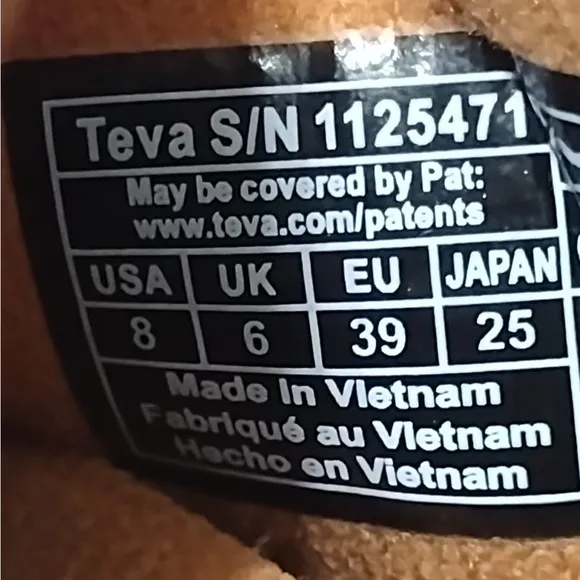 Teva S/N 1125471
May be covered by Pat:
www.teva.com/patents
USA UK EU JAPAN
8 6 39 25
Made In Vietnam
Fabriqué au Vietnam
Hecho en Vietnam